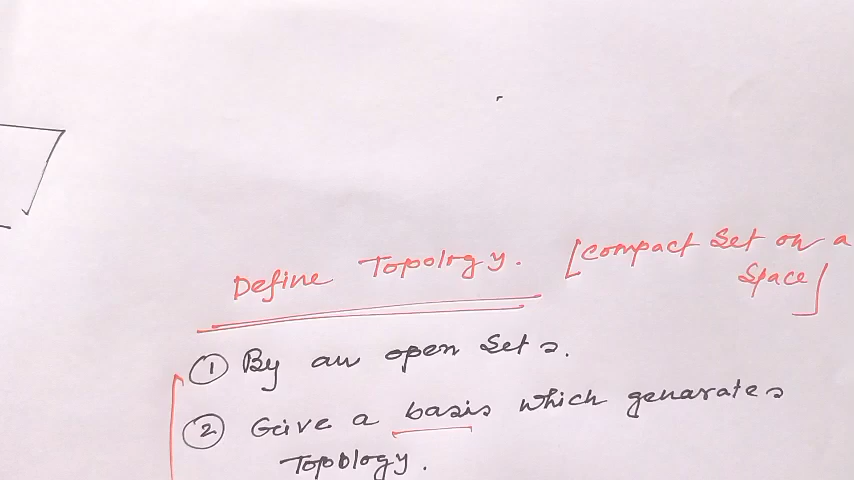 Define Topology. [compact Set on a
Space]
① By an open Sets.
② Give a basis which genarates
Topology.